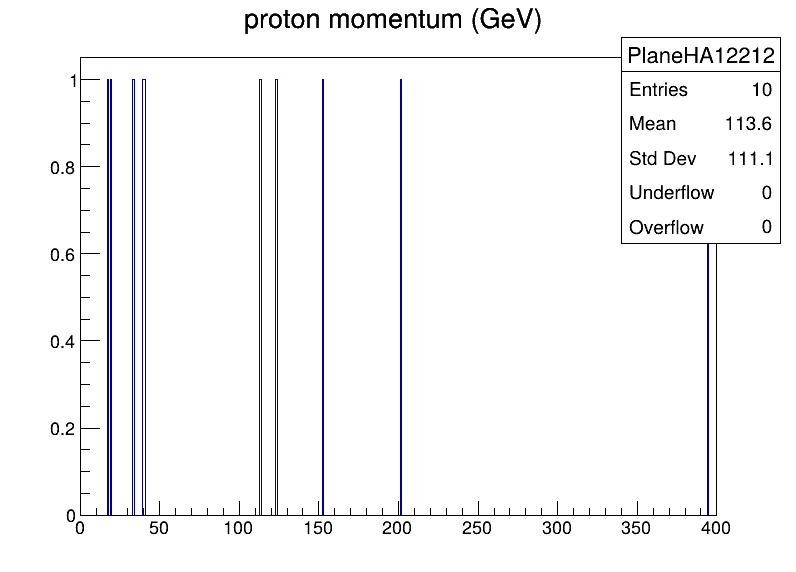 proton momentum (GeV)
PlaneHA12212
Entries 10
Mean 113.6
Std Dev 111.1
Underflow 0
Overflow 0
1
0.8
0.6
0.4
0.2
0
0 50 100 150 200 250 300 350 400